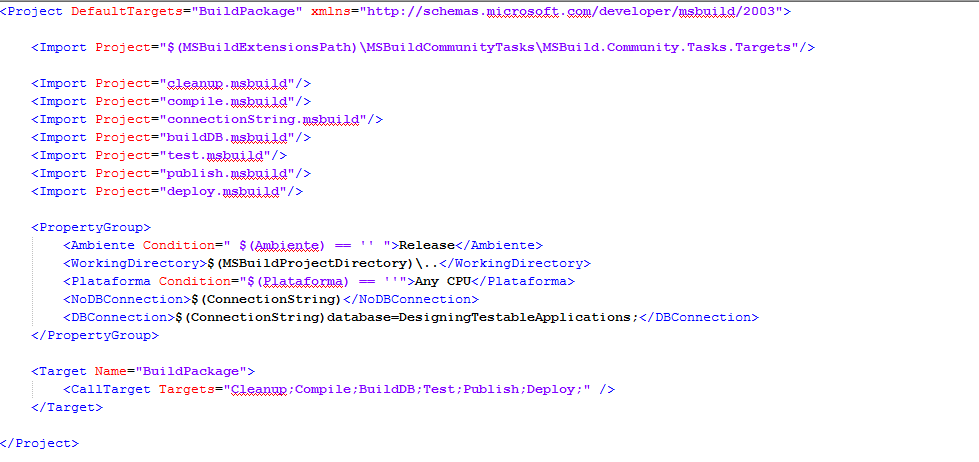 <Project DefaultTargets="BuildPackage" xmlns="http://schemas.microsoft.com/developer/msbuild/2003">
<Import Project="$(MSBuildExtensionsPath)\MSBuildCommunityTasks\MSBuild.Community.Tasks.Targets"/>
<Import Project="cleanup.msbuild"/>
<Import Project="compile.msbuild"/>
<Import Project="connectionString.msbuild"/>
<Import Project="buildDB.msbuild"/>
<Import Project="test.msbuild"/>
<Import Project="publish.msbuild"/>
<Import Project="deploy.msbuild"/>
<PropertyGroup>
<Ambiente Condition=" $(Ambiente) == '' ">Release</Ambiente>
<WorkingDirectory>$(MSBuildProjectDirectory)\..</WorkingDirectory>
<Plataforma Condition="$(Plataforma) == ''">Any CPU</Plataforma>
<NoDBConnection>$(ConnectionString)</NoDBConnection>
<DBConnection>$(ConnectionString)database=DesigningTestableApplications;</DBConnection>
</PropertyGroup>
<Target Name="BuildPackage">
<CallTarget Targets="Cleanup;Compile;BuildDB;Test;Publish;Deploy;" />
</Target>
</Project>